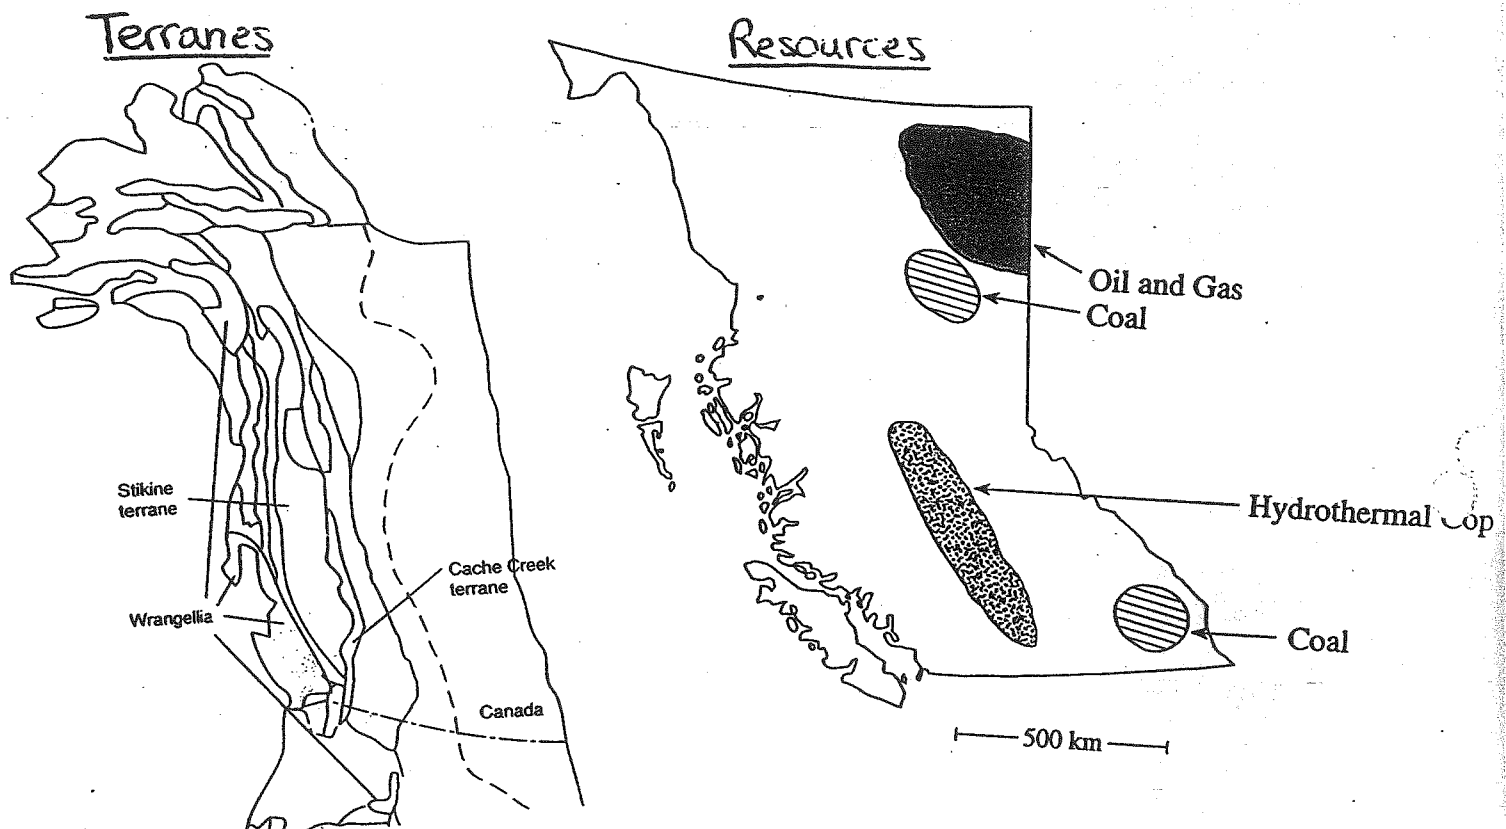 Terranes
Resources
Oil and Gas
Coal
Stikine
terrane
Hydrothermal
Cache Creek
terrane
Wrangellia
Coal
Canada
500 km